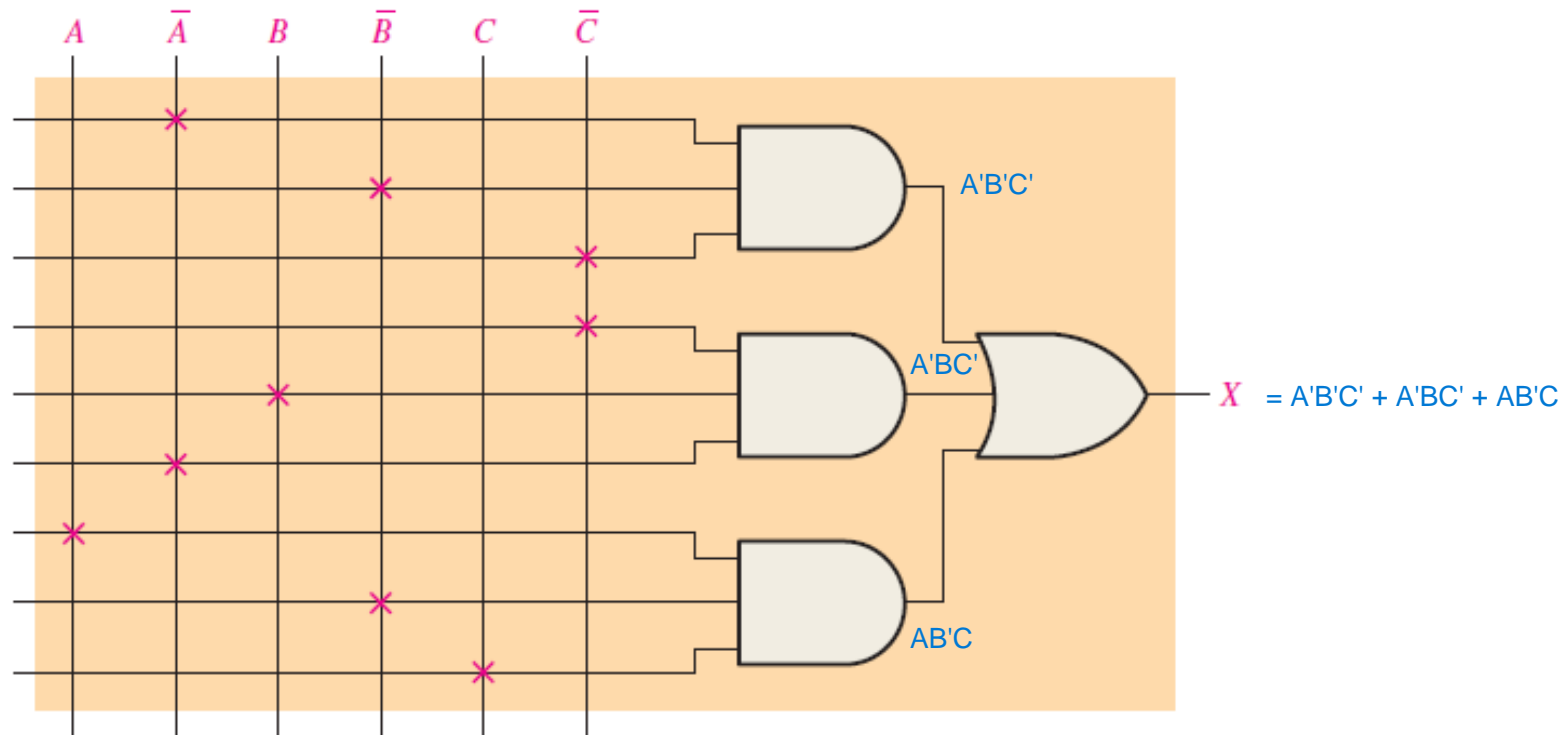 A A̅ B B̅ C C̅
A'B'C'
A'BC'
X = A'B'C' + A'BC' + AB'C
AB'C